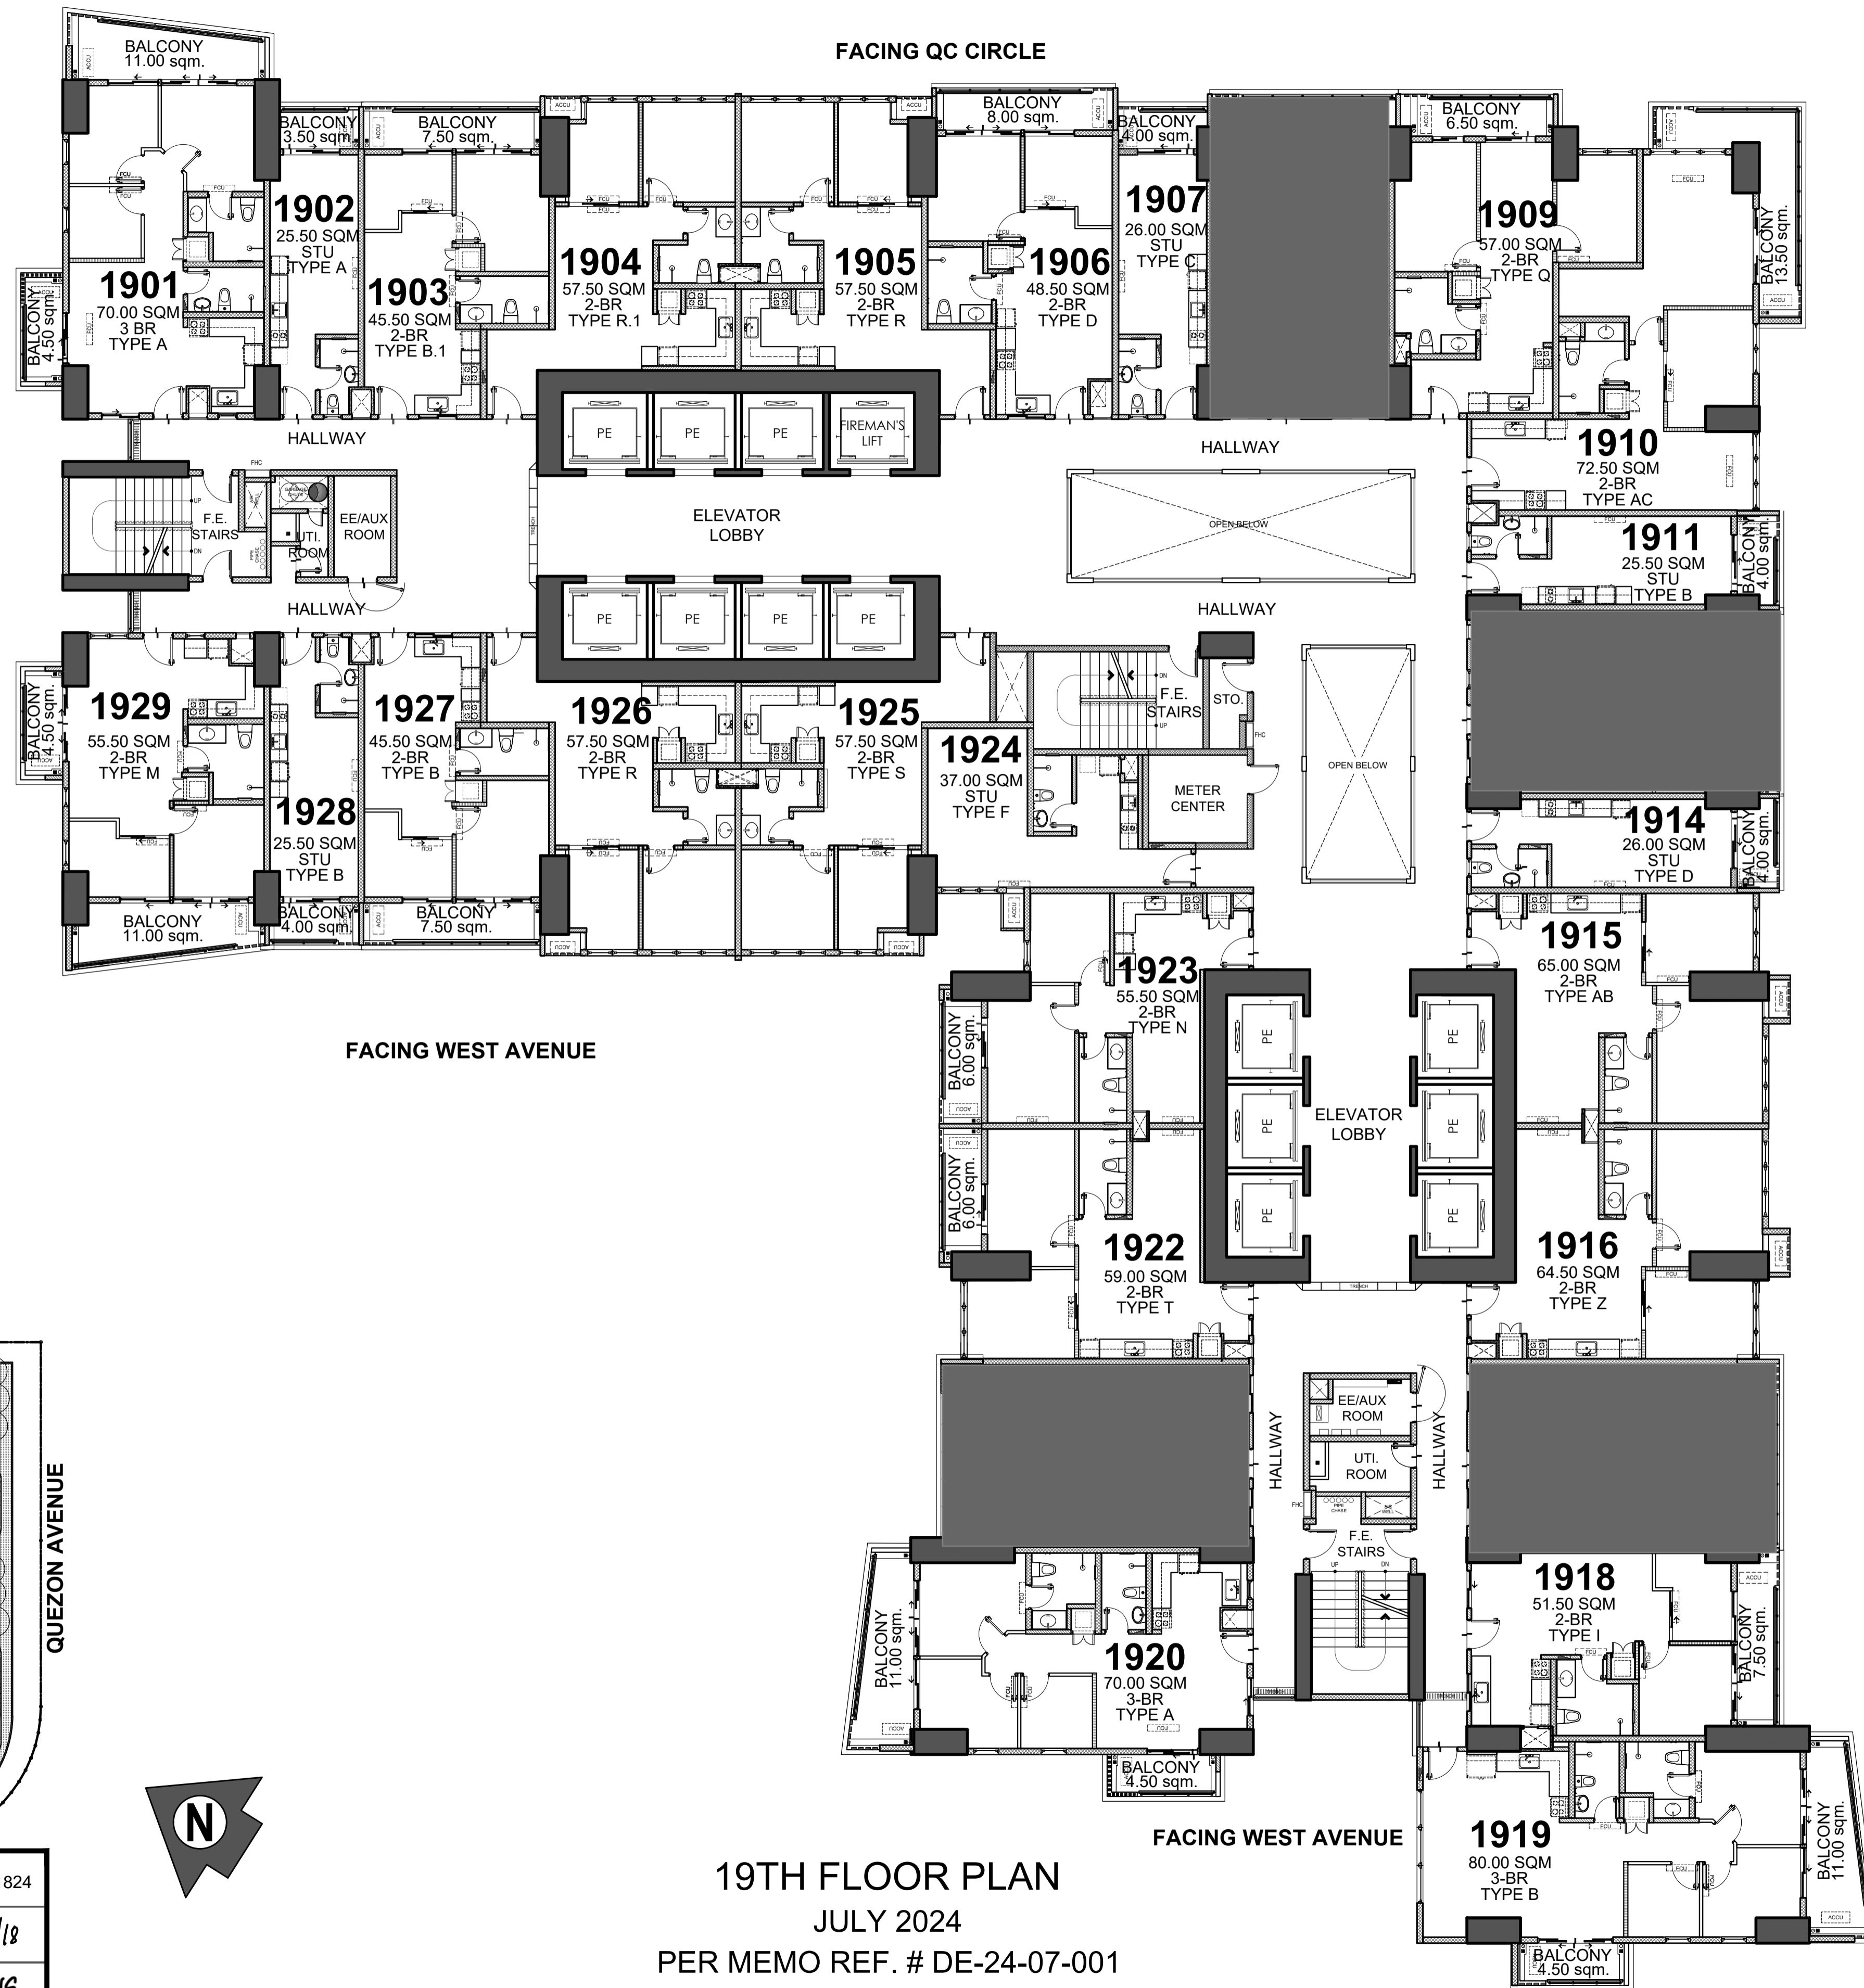 FACING QC CIRCLE
BALCONY
11.00 sqm.
BALCONY
3.50 sqm.
BALCONY
7.50 sqm.
BALCONY
8.00 sqm.
BALCONY
4.00 sqm.
BALCONY
6.50 sqm.
BALCONY
13.50 sqm.
BALCONY
4.50 sqm.
1901
70.00 SQM
3 BR
TYPE A
1902
25.50 SQM
STU
TYPE A
1903
45.50 SQM
2-BR
TYPE B.1
1904
57.50 SQM
2-BR
TYPE R.1
1905
57.50 SQM
2-BR
TYPE R
1906
48.50 SQM
2-BR
TYPE D
1907
26.00 SQM
STU
TYPE C
1909
57.00 SQM
2-BR
TYPE Q
1910
72.50 SQM
2-BR
TYPE AC
1911
25.50 SQM
STU
TYPE B
BALCONY
4.00 sqm.
HALLWAY
PE
PE
PE
FIREMAN'S
LIFT
HALLWAY
FHC
UP
F.E.
STAIRS
DN
PIPE
CHASE
UTI.
ROOM
EE/AUX
ROOM
TRENCH
ELEVATOR
LOBBY
OPEN BELOW
HALLWAY
PE
PE
PE
PE
HALLWAY
1929
55.50 SQM
2-BR
TYPE M
BALCONY
4.50 sqm.
1928
25.50 SQM
STU
TYPE B
1927
45.50 SQM
2-BR
TYPE B
1926
57.50 SQM
2-BR
TYPE R
1925
57.50 SQM
2-BR
TYPE S
1924
37.00 SQM
STU
TYPE F
DN
F.E.
STAIRS
UP
STO.
FHC
METER
CENTER
OPEN BELOW
1914
26.00 SQM
STU
TYPE D
BALCONY
4.00 sqm.
BALCONY
11.00 sqm.
BALCONY
4.00 sqm.
BALCONY
7.50 sqm.
1923
55.50 SQM
2-BR
TYPE N
BALCONY
6.00 sqm.
1915
65.00 SQM
2-BR
TYPE AB
FACING WEST AVENUE
PE
PE
PE
PE
PE
PE
ELEVATOR
LOBBY
BALCONY
6.00 sqm.
1922
59.00 SQM
2-BR
TYPE T
1916
64.50 SQM
2-BR
TYPE Z
TRENCH
HALLWAY
EE/AUX
ROOM
HALLWAY
UTI.
ROOM
FHC
PIPE
CHASE
F.E.
STAIRS
UP
DN
QUEZON AVENUE
BALCONY
11.00 sqm.
1920
70.00 SQM
3-BR
TYPE A
BALCONY
4.50 sqm.
1918
51.50 SQM
2-BR
TYPE I
BALCONY
7.50 sqm.
1919
80.00 SQM
3-BR
TYPE B
BALCONY
11.00 sqm.
BALCONY
4.50 sqm.
FACING WEST AVENUE
N
824
19TH FLOOR PLAN
JULY 2024
PER MEMO REF. # DE-24-07-001